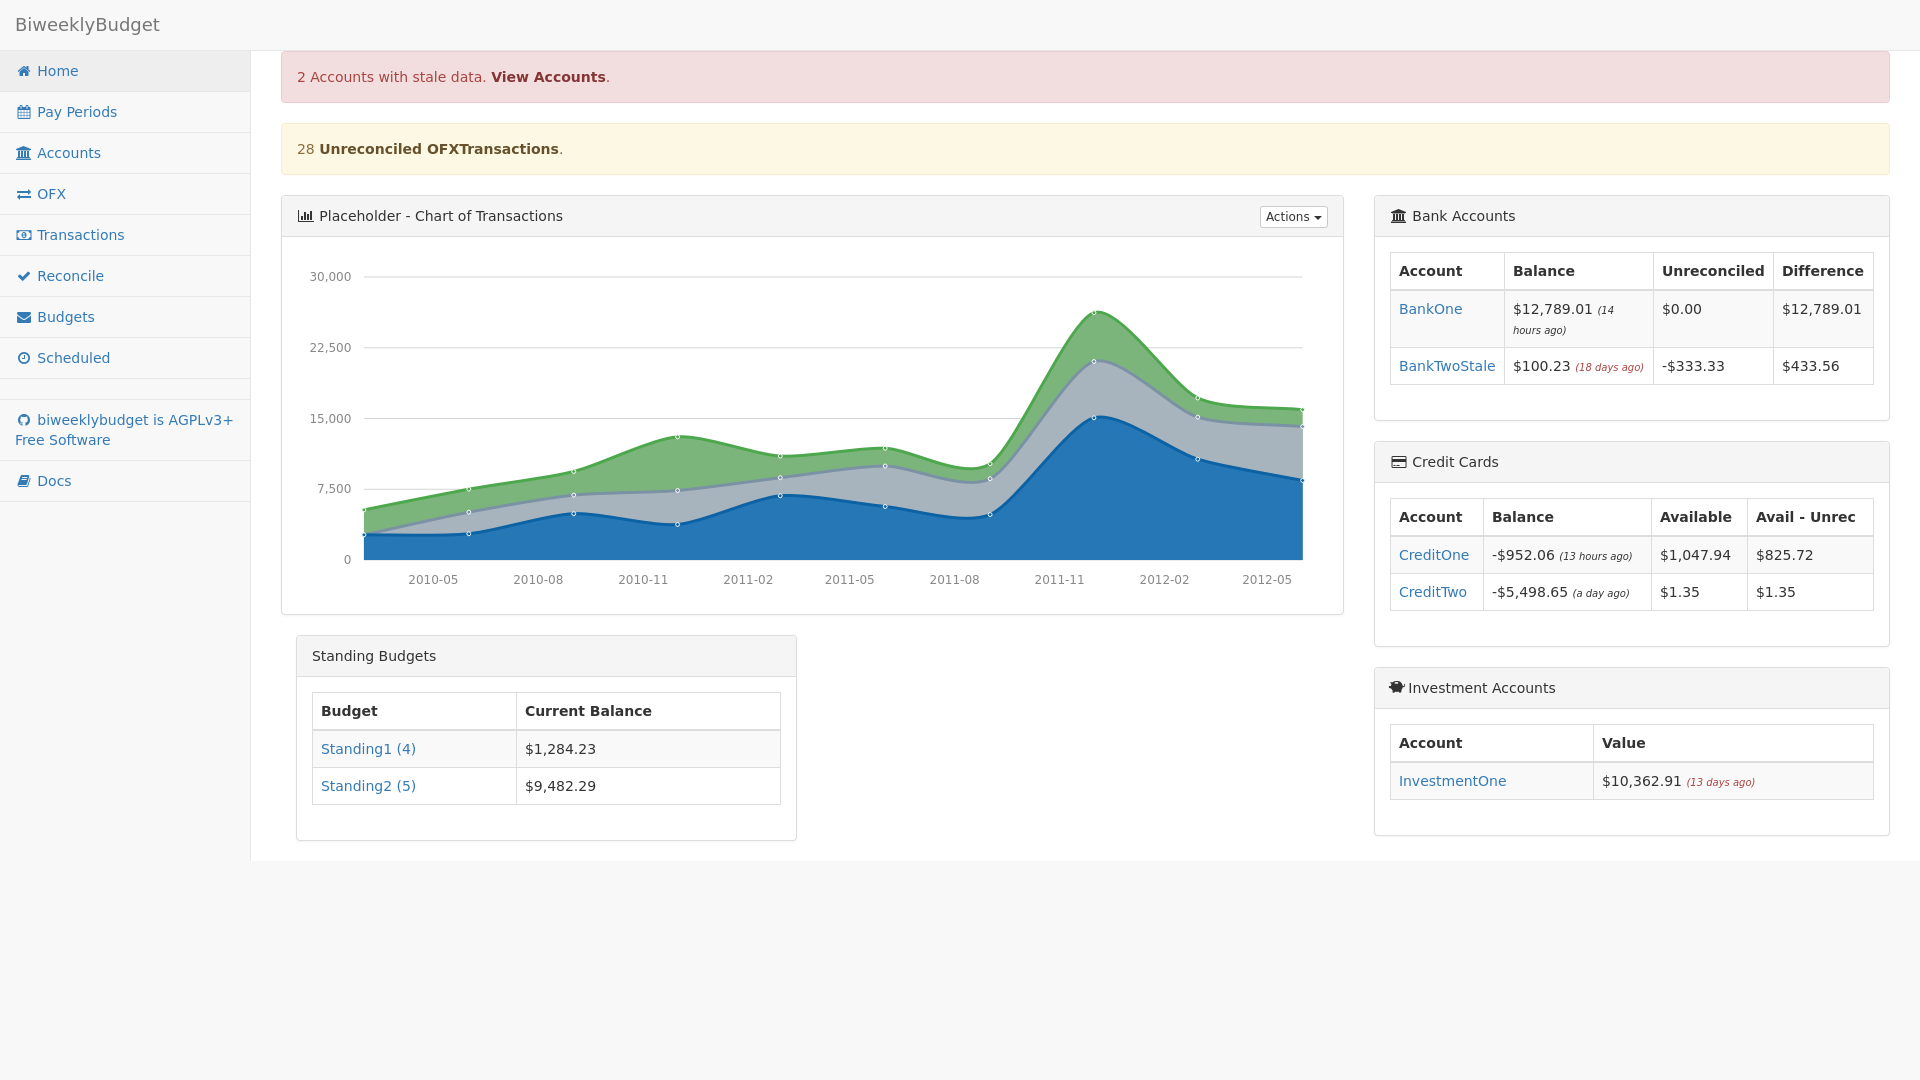 BiweeklyBudget
Home
Pay Periods
Accounts
OFX
Transactions
Reconcile
Budgets
Scheduled
biweeklybudget is AGPLv3+
Free Software
Docs
2 Accounts with stale data. View Accounts.
28 Unreconciled OFXTransactions.
Placeholder - Chart of Transactions
Actions
30,000
22,500
15,000
7,500
0
2010-05 2010-08 2010-11 2011-02 2011-05 2011-08 2011-11 2012-02 2012-05
Standing Budgets
Budget Current Balance
Standing1 (4) $1,284.23
Standing2 (5) $9,482.29
Bank Accounts
Account Balance Unreconciled Difference
BankOne $12,789.01 (14 $0.00 $12,789.01
hours ago)
BankTwoStale $100.23 (18 days ago) -$333.33 $433.56
Credit Cards
Account Balance Available Avail - Unrec
CreditOne -$952.06 (13 hours ago) $1,047.94 $825.72
CreditTwo -$5,498.65 (a day ago) $1.35 $1.35
Investment Accounts
Account Value
InvestmentOne $10,362.91 (13 days ago)